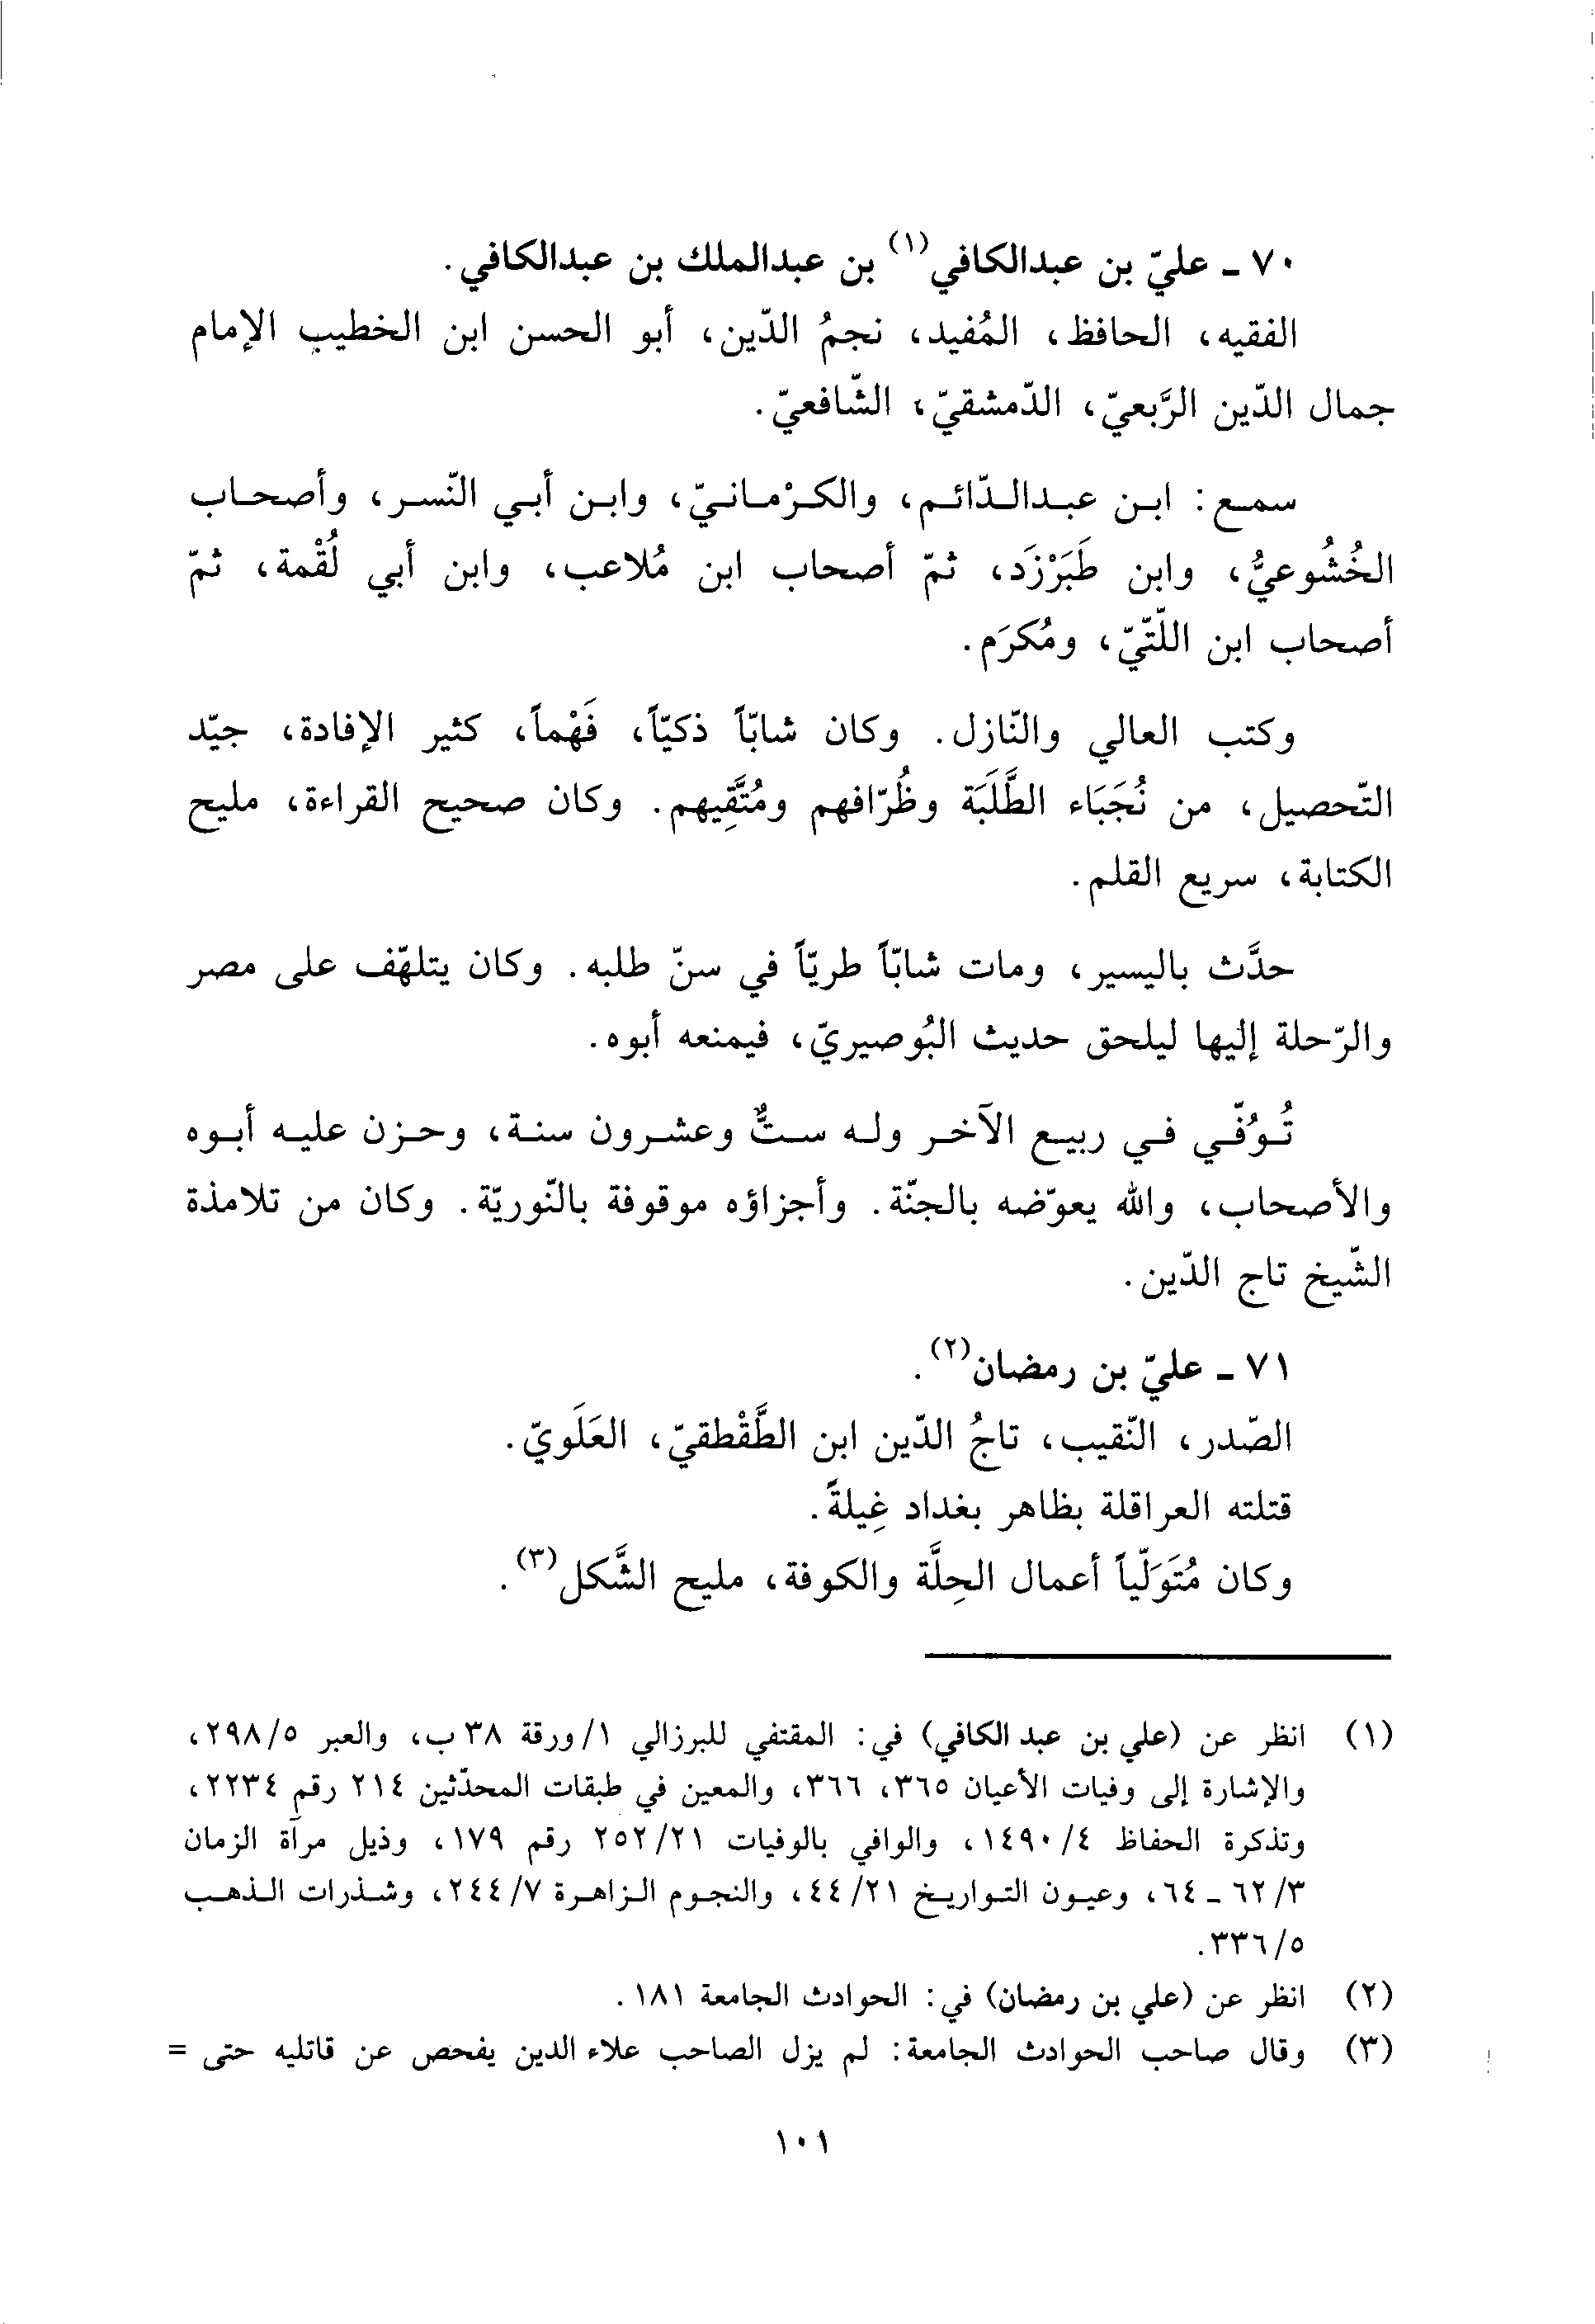 ٧٠ - عليّ بن عبدالكافي(١) بن عبدالملك بن عبدالكافي.
الفقيه، الحافظ، المُفيد، نجمُ الدّين، أبو الحسن ابن الخطيب الإمام
جمال الدّين الرَّبعيّ، الدّمشقيّ، الشّافعيّ.
سمع: ابن عبدالدّائم، والكرْمانيّ، وابن أبي النّسر، وأصحاب
الخُشُوعيُّ، وابن طَبَرْزَد، ثمّ أصحاب ابن مُلاعب، وابن أبي لُقْمة، ثمّ
أصحاب ابن اللّتّيّ، ومُكرَم.
وكتب العالي والنّازل. وكان شابّاً ذكيّاً، فَهْماً، كثير الإفادة، جيّد
التّحصيل، من نُجَبَاء الطَّلَبَة وظُرّافهم ومُتَّقِيهم. وكان صحيح القراءة، مليح
الكتابة، سريع القلم.
حدَّث باليسير، ومات شابّاً طريّاً في سنّ طلبه. وكان يتلهّف على مصر
والرّحلة إليها ليلحق حديث البُوصيريّ، فيمنعه أبوه.
تُوُفّي في ربيع الآخر وله ستٌّ وعشرون سنة، وحزن عليه أبوه
والأصحاب، والله يعوّضه بالجنّة. وأجزاؤه موقوفة بالنّوريّة. وكان من تلامذة
الشّيخ تاج الدّين.
٧١ - عليّ بن رمضان(٢).
الصّدر، النّقيب، تاجُ الدّين ابن الطَّقْطقيّ، العَلَويّ.
قتلته العراقلة بظاهر بغداد غِيلةً.
وكان مُتَوَلّياً أعمال الحِلَّة والكوفة، مليح الشَّكل(٣).
(١) انظر عن (علي بن عبد الكافي) في: المقتفي للبرزالي ١/ورقة ٣٨ ب، والعبر ٢٩٨/٥،
والإشارة إلى وفيات الأعيان ٣٦٥، ٣٦٦، والمعين في طبقات المحدّثين ٢١٤ رقم ٢٢٣٤،
وتذكرة الحفاظ ١٤٩٠/٤، والوافي بالوفيات ٢٥٢/٢١ رقم ١٧٩، وذيل مرآة الزمان
٦٢/٣ - ٦٤، وعيون التواريخ ٤٤/٢١، والنجوم الزاهرة ٢٤٤/٧، وشذرات الذهب
٣٣٦/٥.
(٢) انظر عن (علي بن رمضان) في: الحوادث الجامعة ١٨١.
(٣) وقال صاحب الحوادث الجامعة: لم يزل الصاحب علاء الدين يفحص عن قاتليه حتى =
١٠١